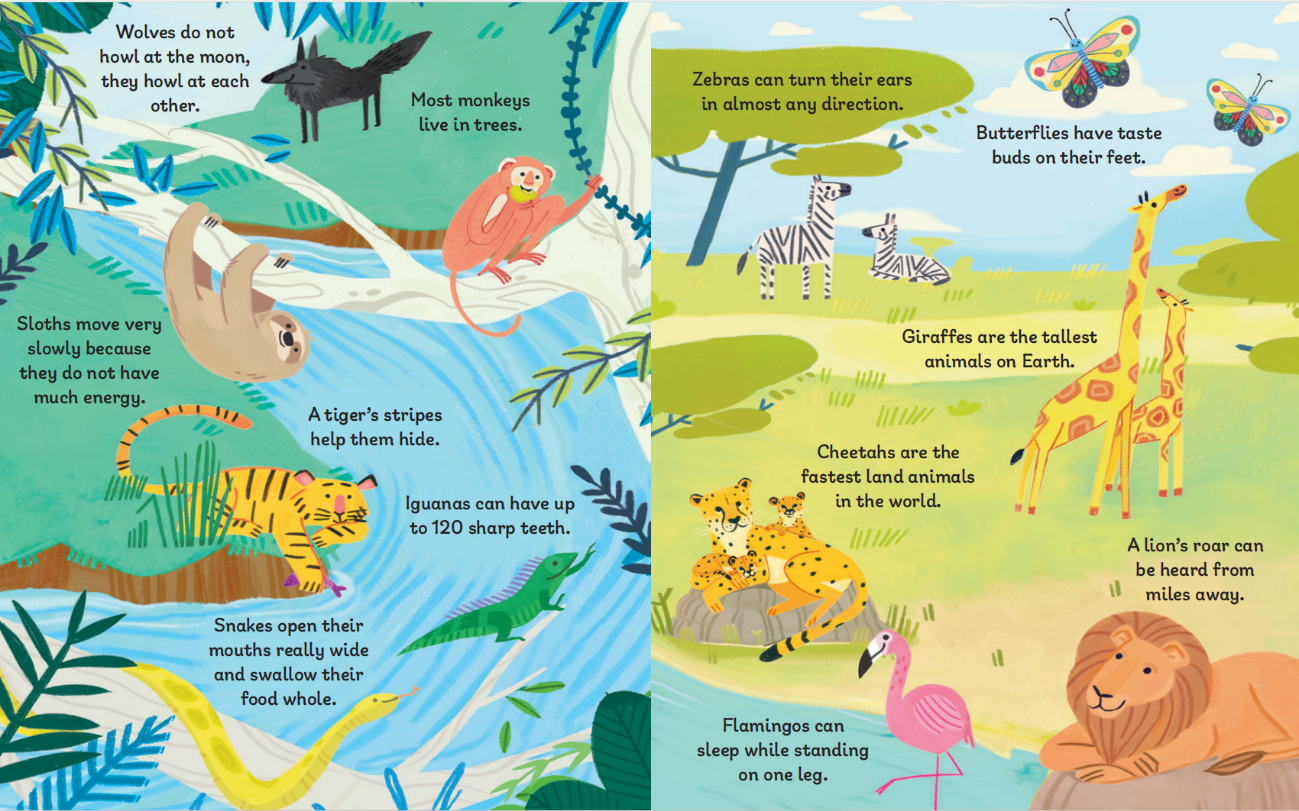 Wolves do not
howl at the moon,
they howl at each
other.
Most monkeys
live in trees.
Sloths move very
slowly because
they do not have
much energy.
A tiger's stripes
help them hide.
Iguanas can have up
to 120 sharp teeth.
Snakes open their
mouths really wide
and swallow their
food whole.
Zebras can turn their ears
in almost any direction.
Butterflies have taste
buds on their feet.
Giraffes are the tallest
animals on Earth.
Cheetahs are the
fastest land animals
in the world.
A lion's roar can
be heard from
miles away.
Flamingos can
sleep while standing
on one leg.